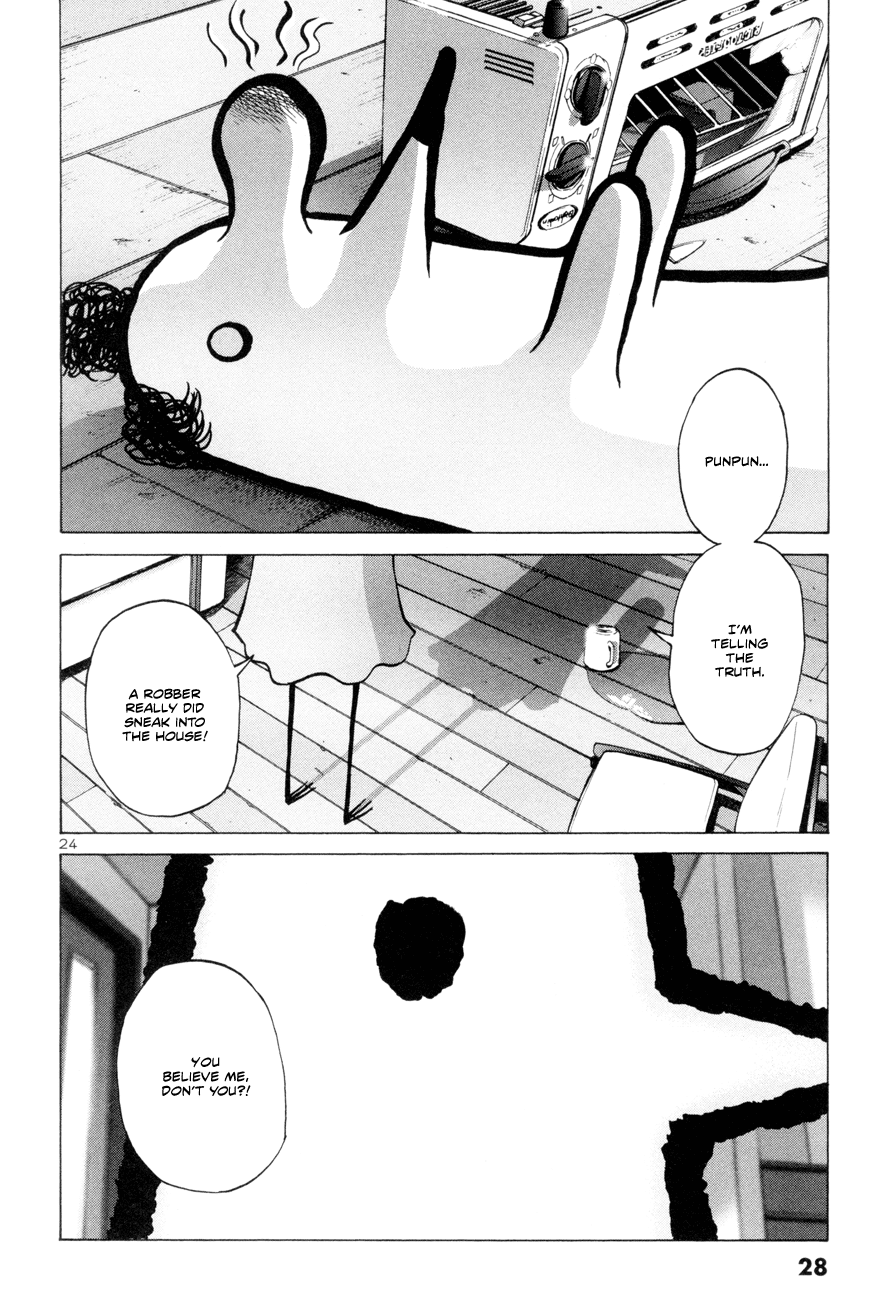 PUNPUN...
I'M
TELLING
THE
TRUTH.
A ROBBER
REALLY DID
SNEAK INTO
THE HOUSE!
24
YOU
BELIEVE ME,
DON'T YOU?!
28